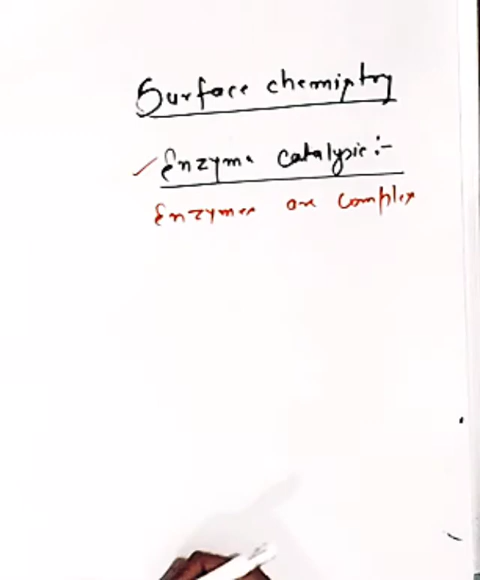 Surface chemistry
Enzyme catalysis :-
Enzymes are complex